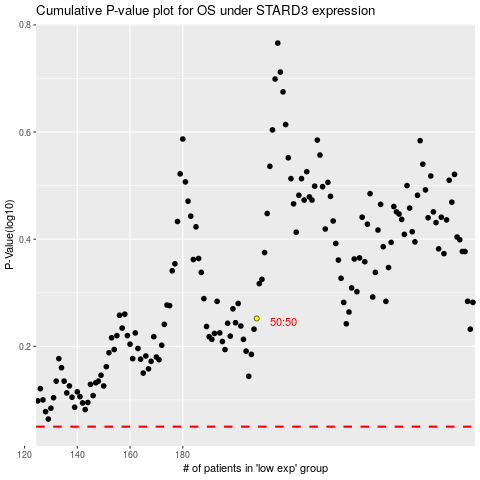 Cumulative P-value plot for OS under STARD3 expression
P-Value(log10)
0.8
0.6
0.4
0.2
50:50
120 140 160 180
# of patients in 'low exp' group